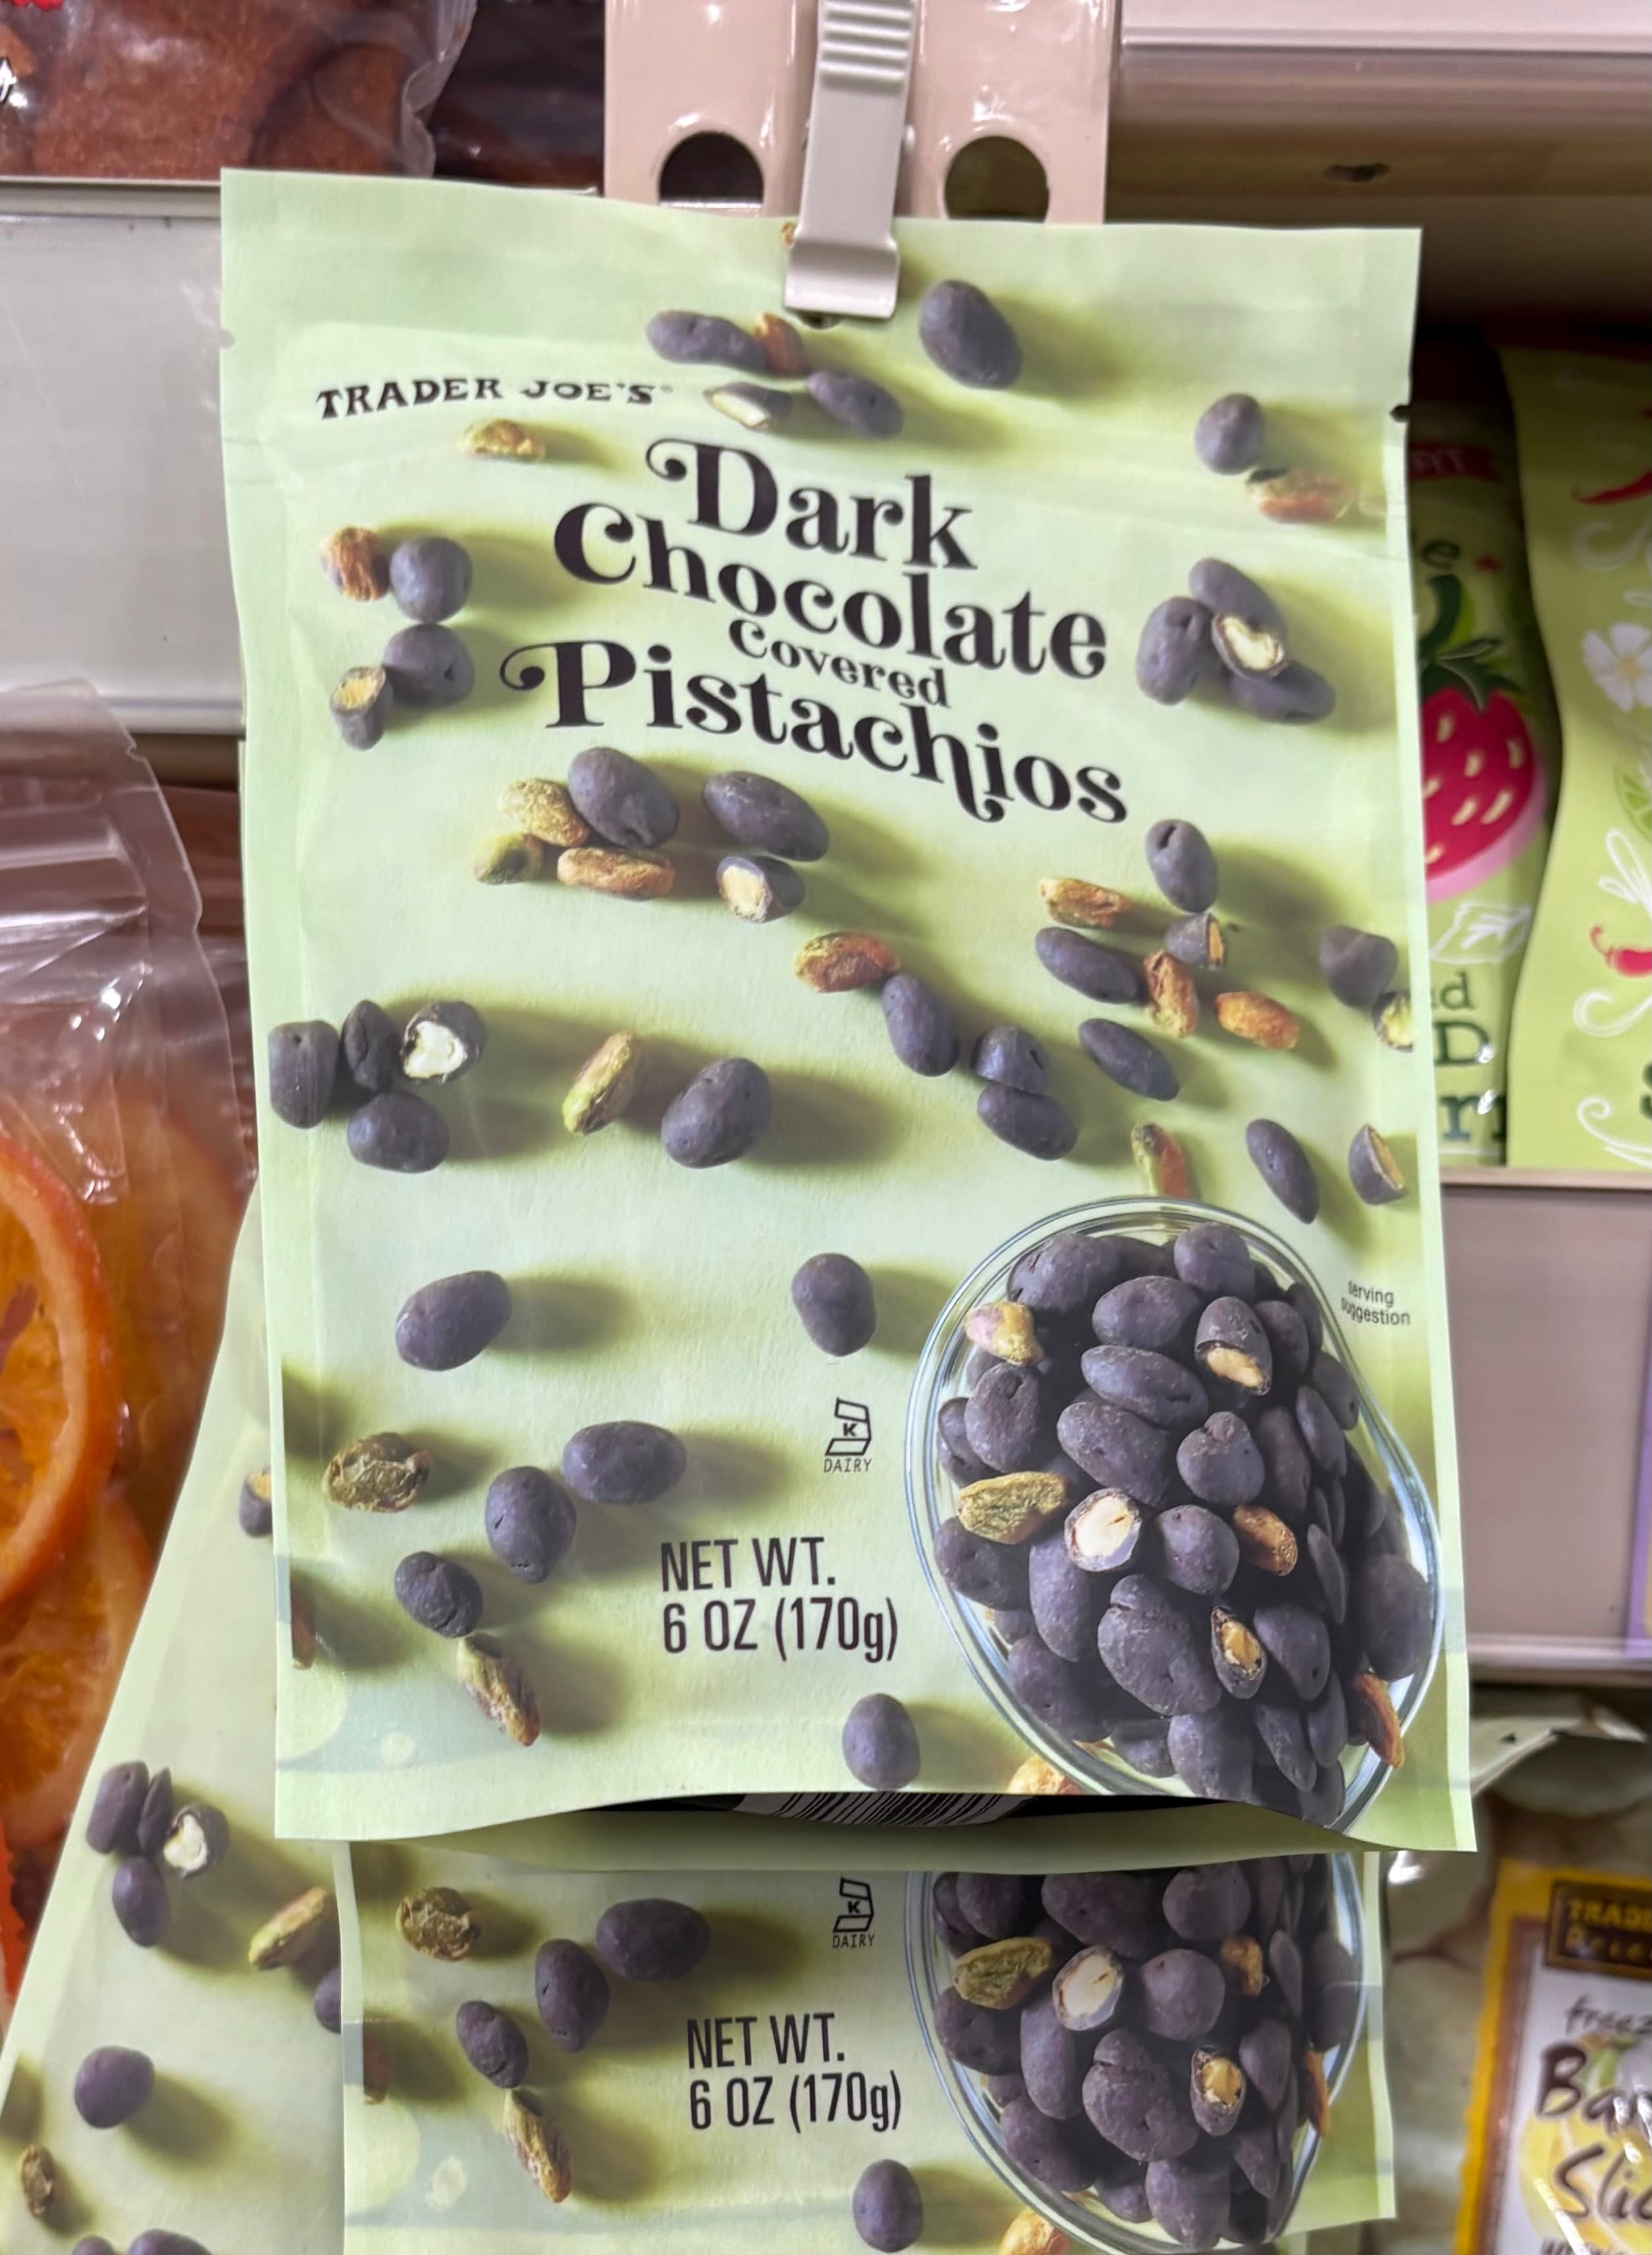 TRADER JOE'S®
Dark
Chocolate
Covered
Pistachios
serving
suggestion
K
DAIRY
NET WT.
6 OZ (170g)
K
DAIRY
NET WT.
6 OZ (170g)
D
freez